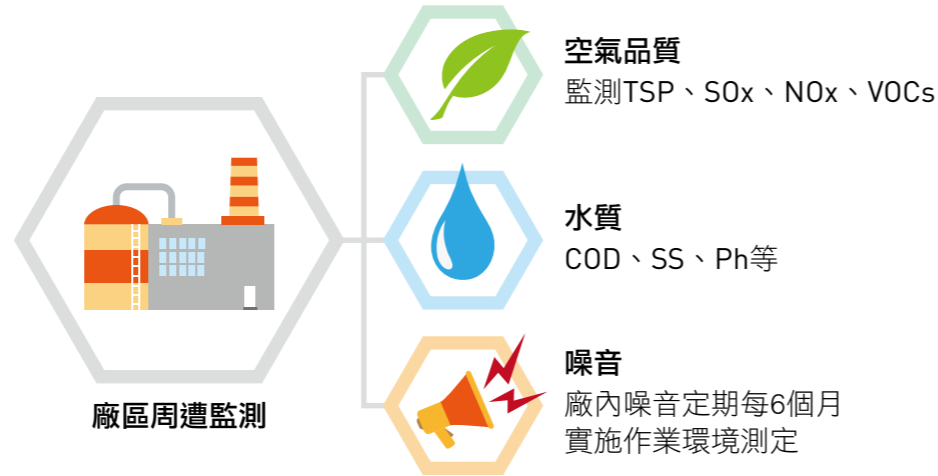 空氣品質
監測TSP、SOx、NOx、VOCs
水質
COD、SS、Ph等
噪音
廠內噪音定期每6個月
實施作業環境測定
廠區周遭監測